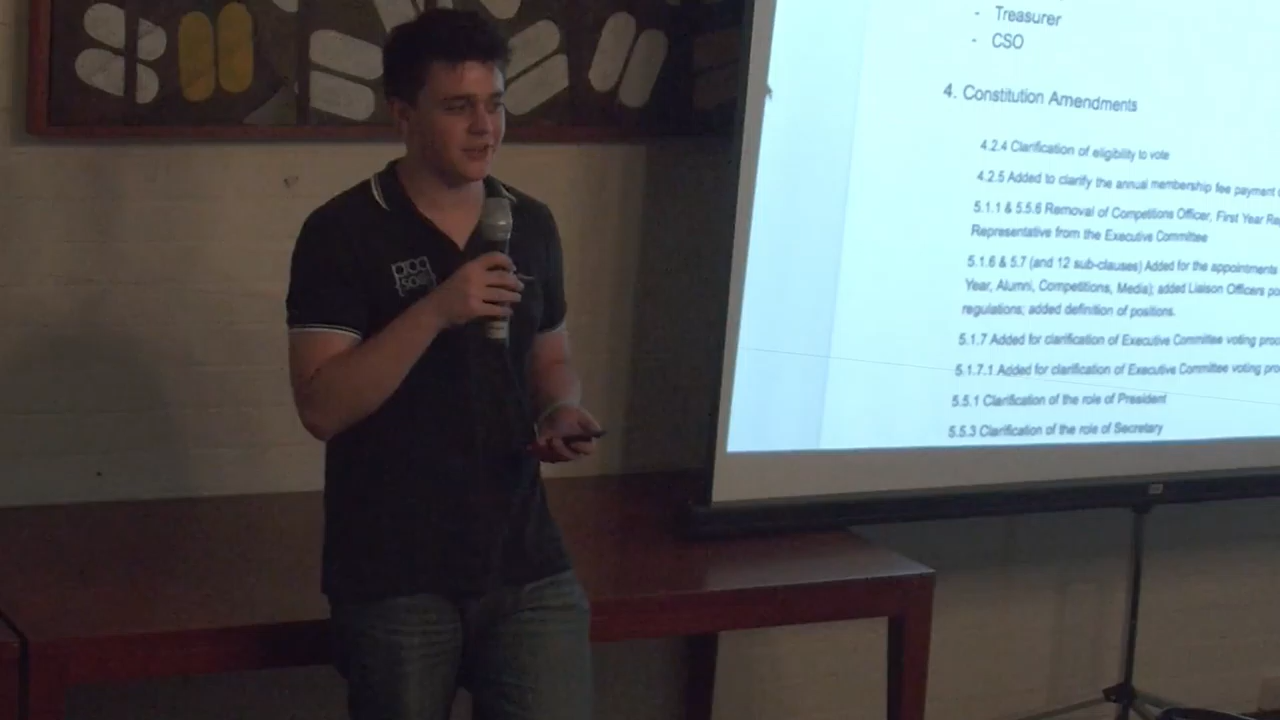 - Treasurer
- CSO
4. Constitution Amendments
4.2.4 Clarification of eligibility to vote
4.2.5 Added to clarify the annual membership fee payment
5.1.1 & 5.5.6 Removal of Competitions Officer, First Year
Representative from the Executive Committee
5.1.6 & 5.7 (and 12 sub-clauses) Added for the appointments
Year, Alumni, Competitions, Media); added Liaison Officers
regulations; added definition of positions.
5.1.7 Added for clarification of Executive Committee voting
5.1.7.1 Added for clarification of Executive Committee voting
5.5.1 Clarification of the role of President
5.5.3 Clarification of the role of Secretary